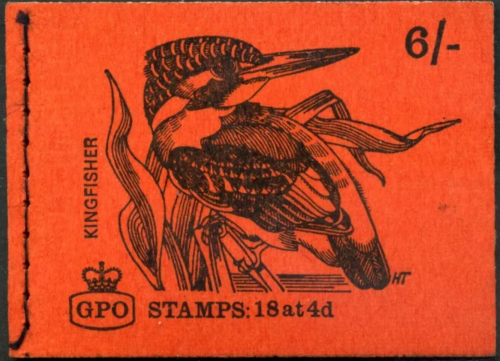 6/-
KINGFISHER
HT
GPO STAMPS: 18 at 4d